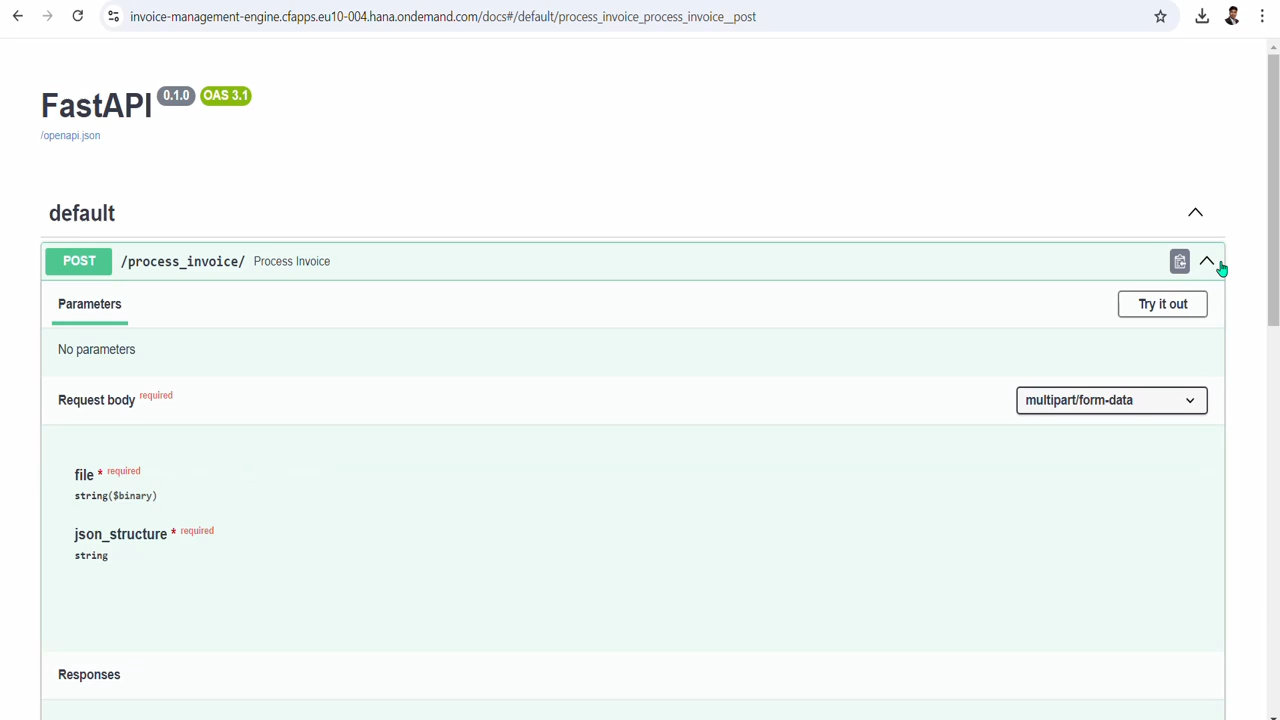 invoice-management-engine.cfapps.eu10-004.hana.ondemand.com/docs#/default/process_invoice_process_invoice__post
FastAPI 0.1.0 OAS 3.1
/openapi.json
default
POST /process_invoice/ Process Invoice
Parameters Try it out
No parameters
Request body required multipart/form-data
file * required
string($binary)
json_structure * required
string
Responses